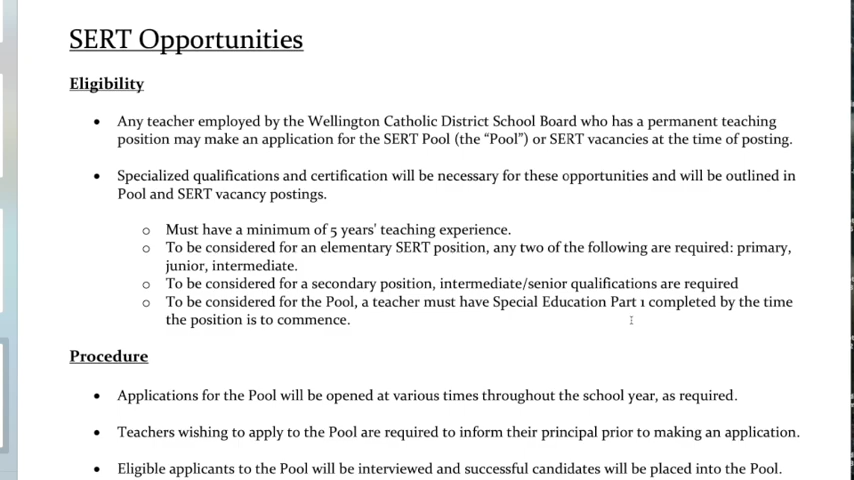 SERT Opportunities
Eligibility
• Any teacher employed by the Wellington Catholic District School Board who has a permanent teaching
position may make an application for the SERT Pool (the “Pool”) or SERT vacancies at the time of posting.
• Specialized qualifications and certification will be necessary for these opportunities and will be outlined in
Pool and SERT vacancy postings.
o Must have a minimum of 5 years' teaching experience.
o To be considered for an elementary SERT position, any two of the following are required: primary,
junior, intermediate.
o To be considered for a secondary position, intermediate/senior qualifications are required
o To be considered for the Pool, a teacher must have Special Education Part 1 completed by the time
the position is to commence.
Procedure
• Applications for the Pool will be opened at various times throughout the school year, as required.
• Teachers wishing to apply to the Pool are required to inform their principal prior to making an application.
• Eligible applicants to the Pool will be interviewed and successful candidates will be placed into the Pool.